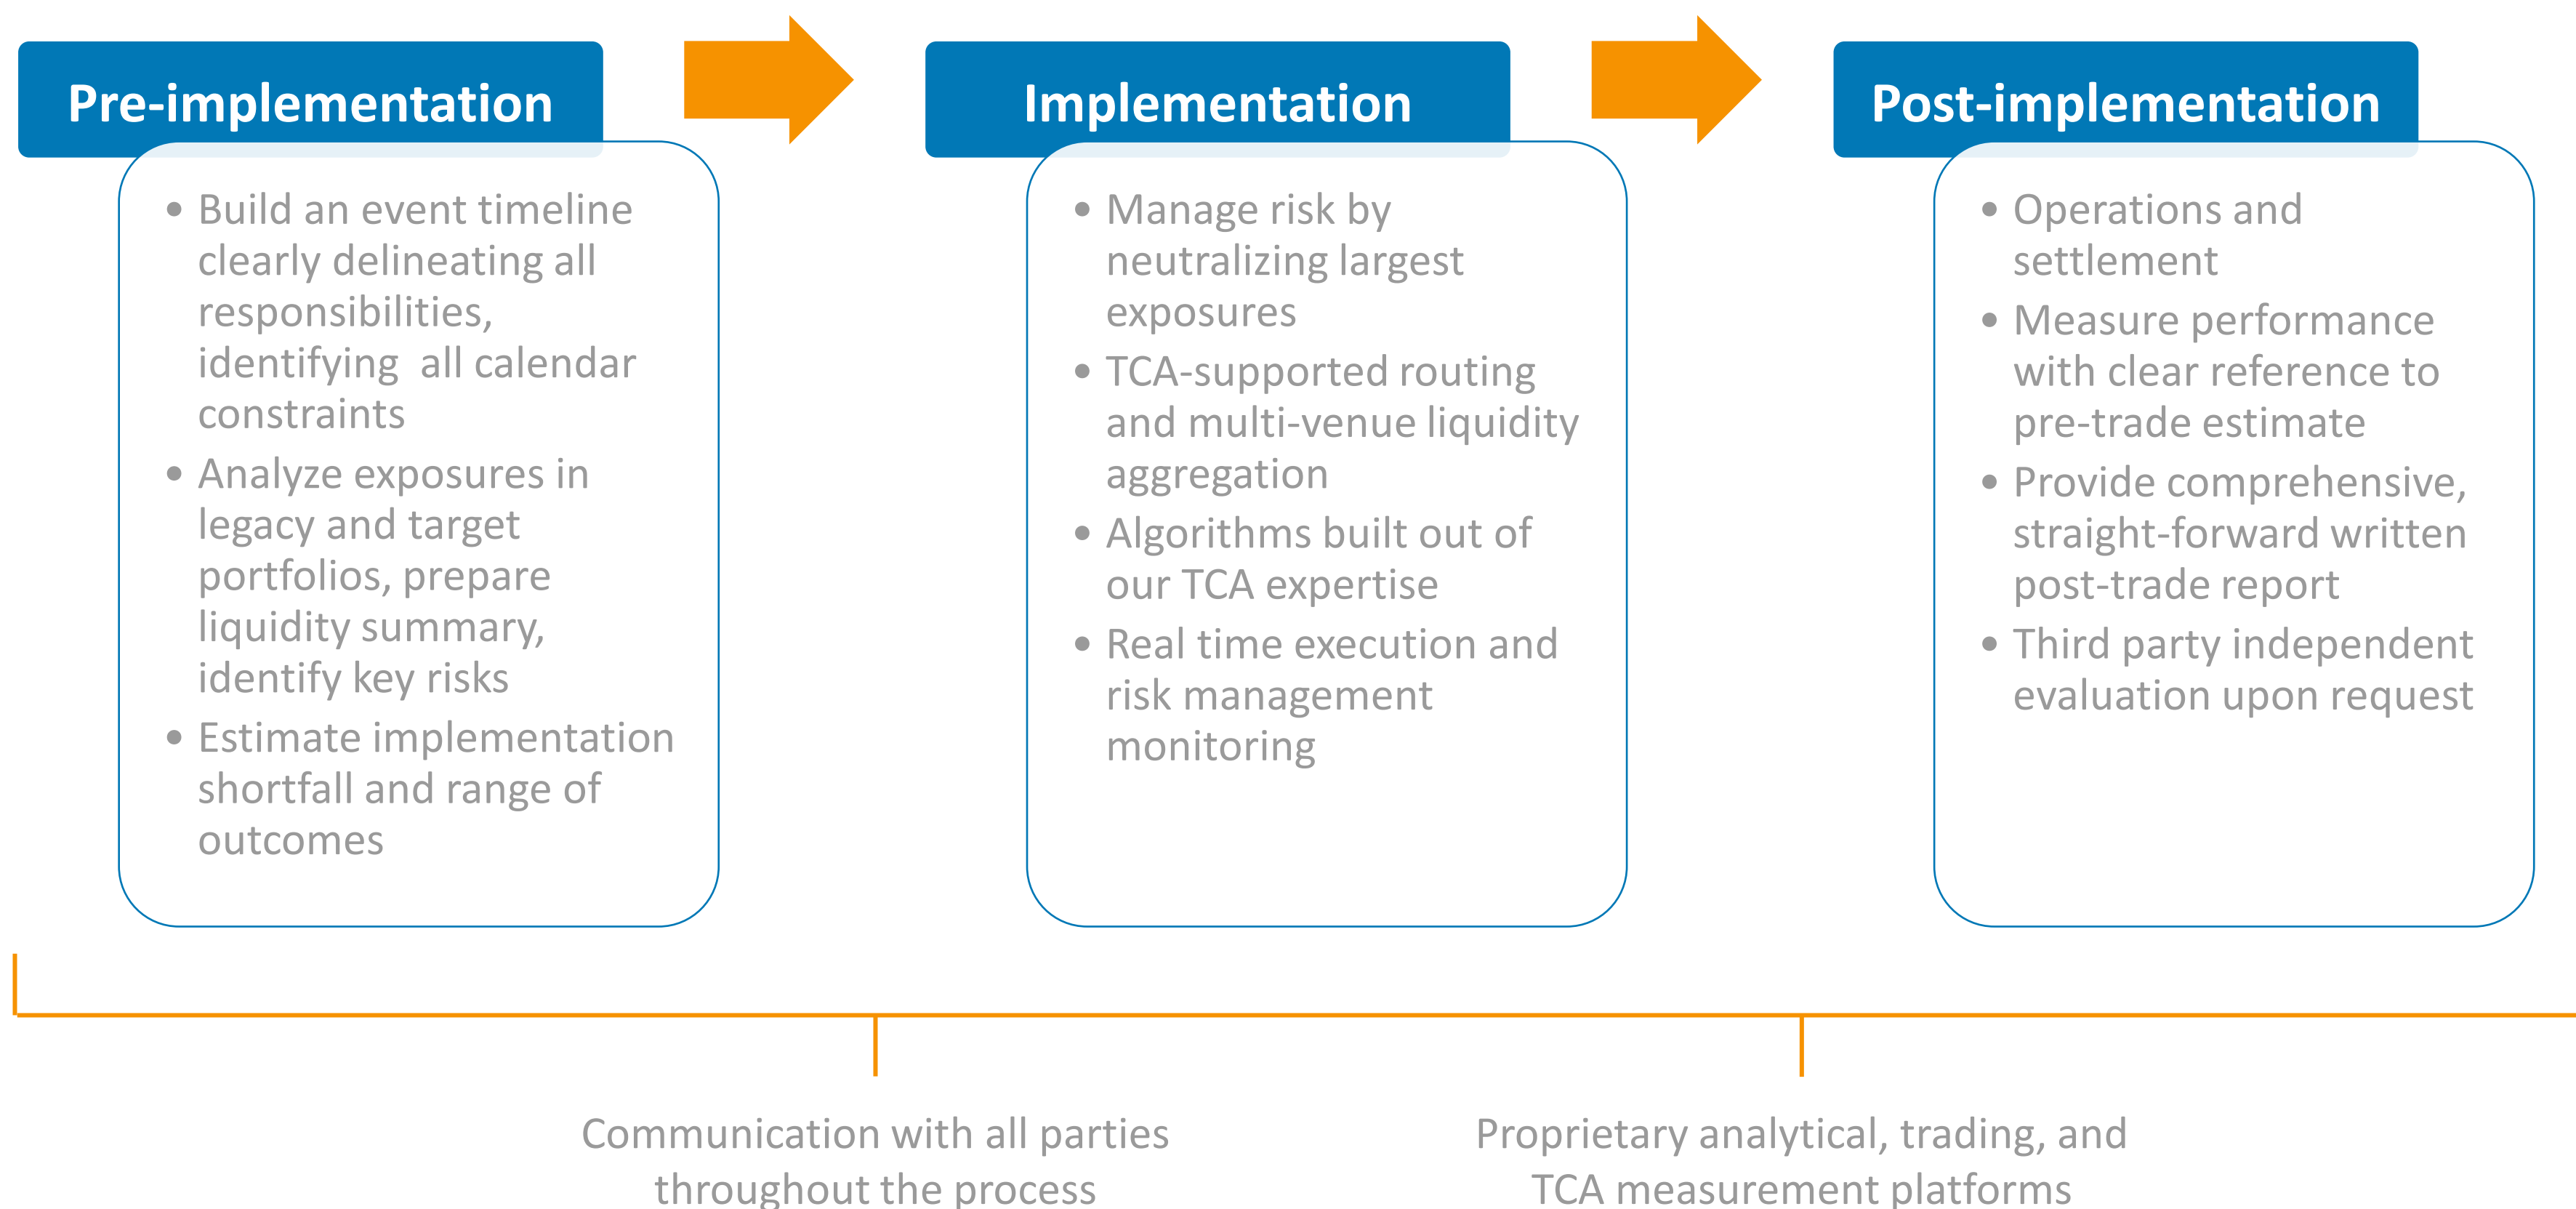 Pre-implementation
• Build an event timeline
clearly delineating all
responsibilities,
identifying  all calendar
constraints
• Analyze exposures in
legacy and target
portfolios, prepare
liquidity summary,
identify key risks
• Estimate implementation
shortfall and range of
outcomes
Implementation
• Manage risk by
neutralizing largest
exposures
• TCA-supported routing
and multi-venue liquidity
aggregation
• Algorithms built out of
our TCA expertise
• Real time execution and
risk management
monitoring
Post-implementation
• Operations and
settlement
• Measure performance
with clear reference to
pre-trade estimate
• Provide comprehensive,
straight-forward written
post-trade report
• Third party independent
evaluation upon request
Communication with all parties
throughout the process
Proprietary analytical, trading, and
TCA measurement platforms